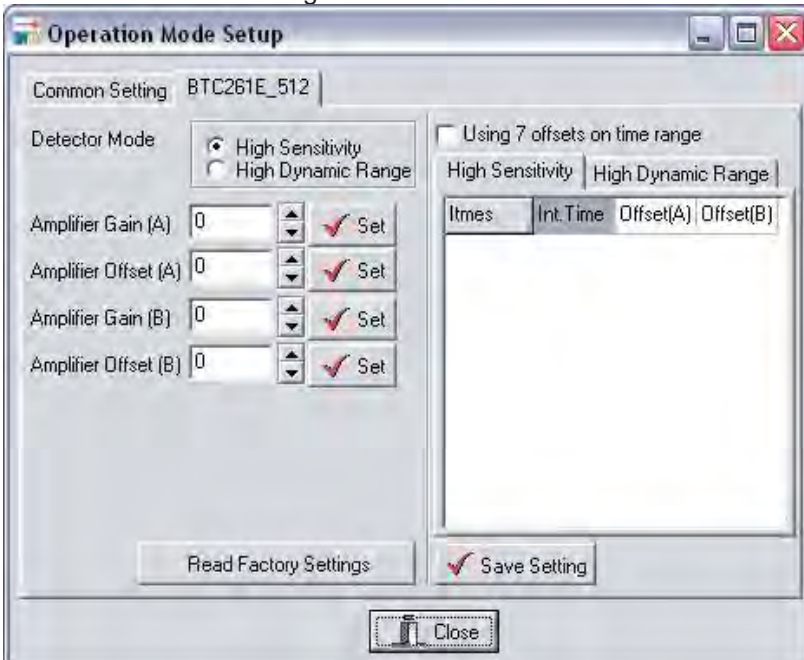 Operation Mode Setup
Common Setting BTC261E_512
Detector Mode
High Sensitivity
High Dynamic Range
Amplifier Gain (A) 0 Set
Amplifier Offset (A) 0 Set
Amplifier Gain (B) 0 Set
Amplifier Offset (B) 0 Set
Read Factory Settings
Using 7 offsets on time range
High Sensitivity High Dynamic Range
Itmes Int.Time Offset(A) Offset(B)
Save Setting
Close